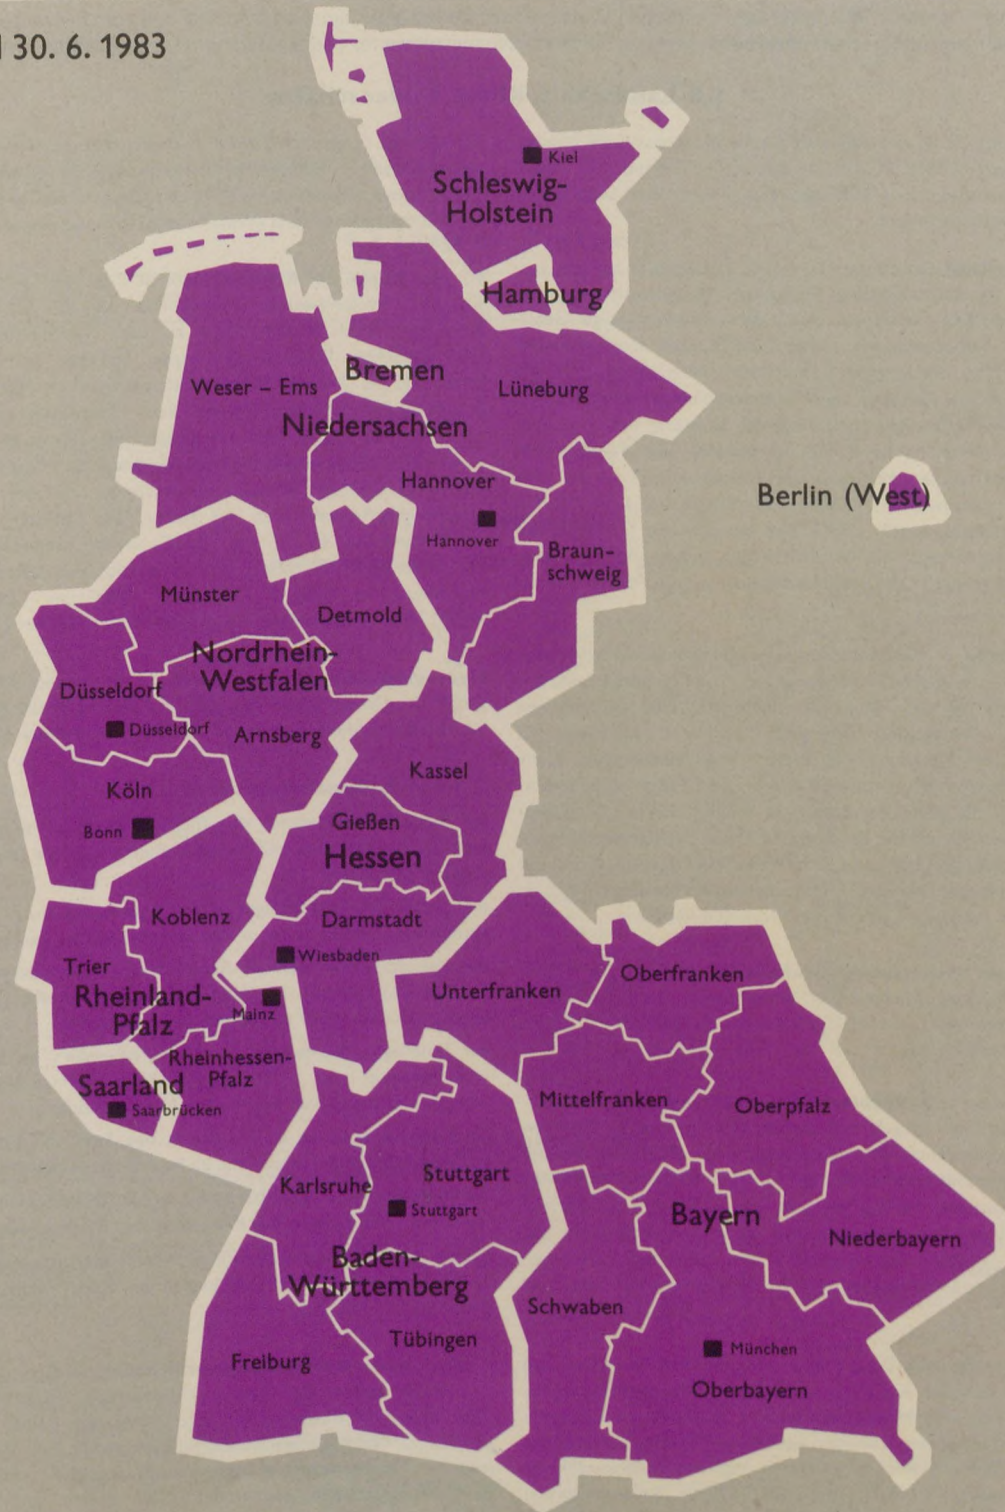 30. 6. 1983
Kiel
Schleswig-
Holstein
Hamburg
Bremen
Weser – Ems
Lüneburg
Niedersachsen
Hannover
Berlin (West)
Hannover
Braun-
schweig
Münster
Detmold
Nordrhein-
Westfalen
Düsseldorf
Düsseldorf
Arnsberg
Kassel
Köln
Gießen
Bonn
Hessen
Koblenz
Darmstadt
Wiesbaden
Trier
Oberfranken
Unterfranken
Rheinland-
Pfalz
Mainz
Rheinhessen-
Pfalz
Saarland
Saarbrücken
Mittelfranken
Oberpfalz
Stuttgart
Karlsruhe
Stuttgart
Bayern
Niederbayern
Baden-
Württemberg
Schwaben
Tübingen
München
Freiburg
Oberbayern